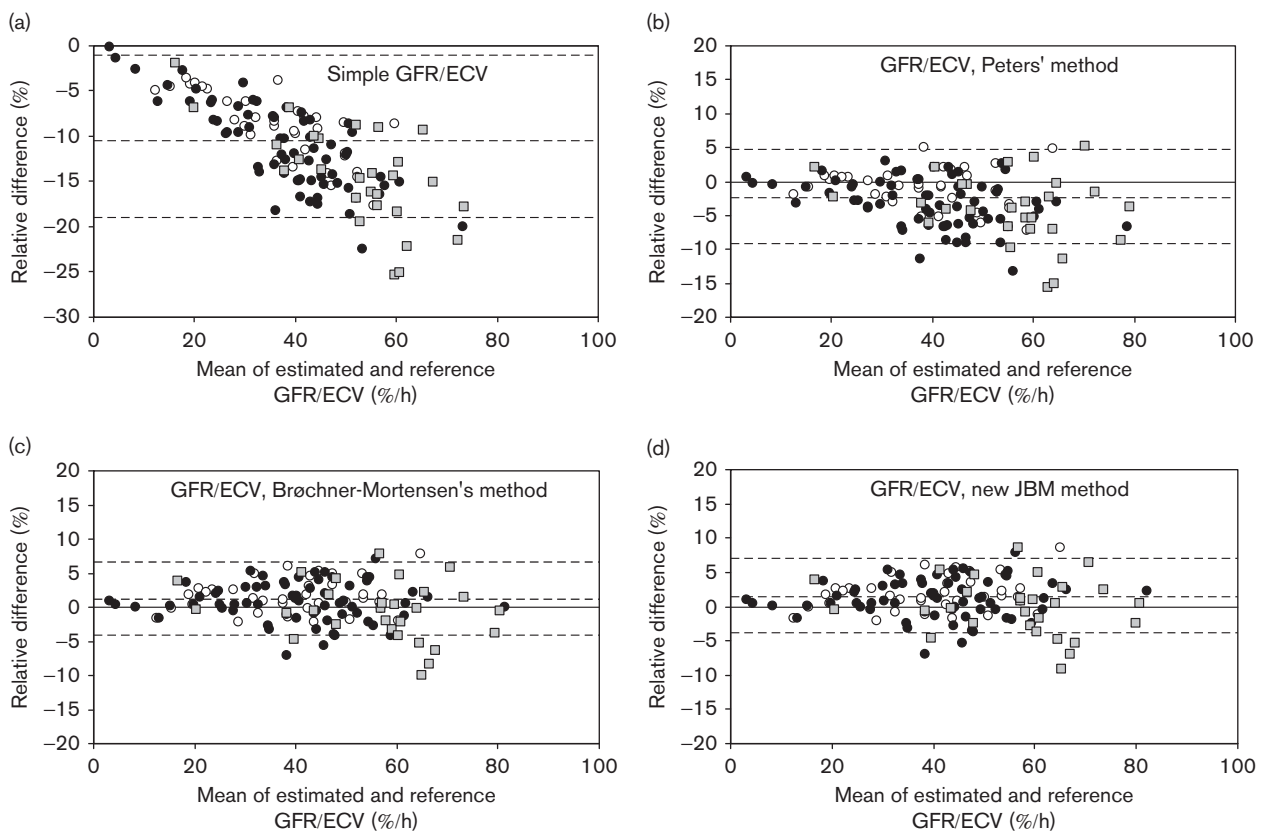 (a)
0
−5
−10
−15
−20
−25
−30
Relative difference (%)
Simple GFR/ECV
0 20 40 60 80 100
Mean of estimated and reference
GFR/ECV (%/h)
(b)
20
15
10
5
0
−5
−10
−15
−20
Relative difference (%)
GFR/ECV, Peters' method
0 20 40 60 80 100
Mean of estimated and reference
GFR/ECV (%/h)
(c)
20
15
10
5
0
−5
−10
−15
−20
Relative difference (%)
GFR/ECV, Brøchner-Mortensen's method
0 20 40 60 80 100
Mean of estimated and reference
GFR/ECV (%/h)
(d)
20
15
10
5
0
−5
−10
−15
−20
Relative difference (%)
GFR/ECV, new JBM method
0 20 40 60 80 100
Mean of estimated and reference
GFR/ECV (%/h)